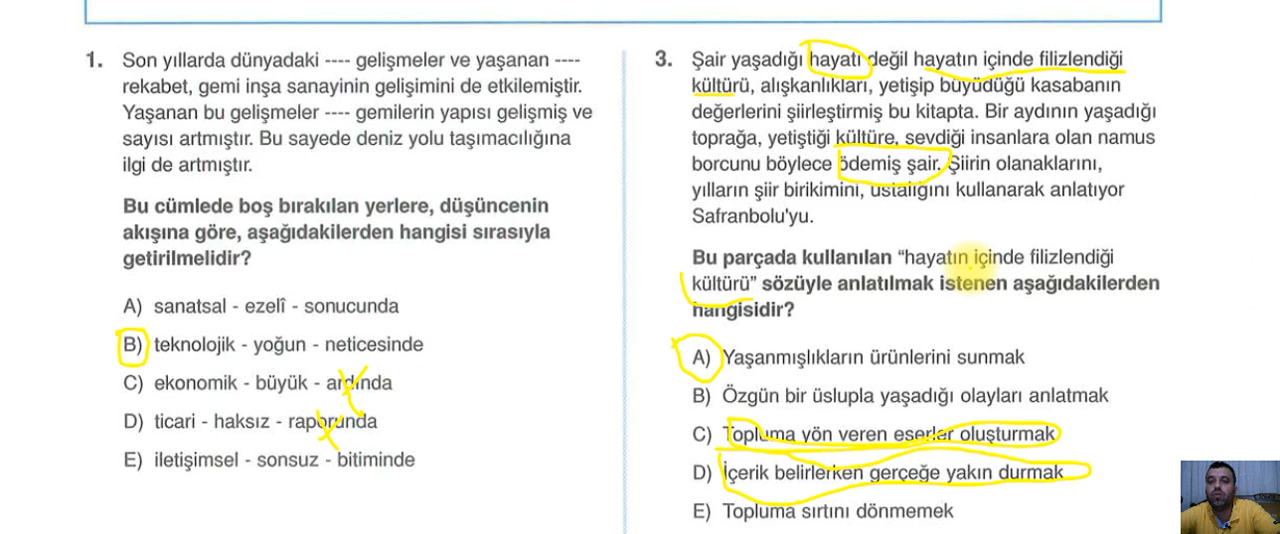 1. Son yıllarda dünyadaki ---- gelişmeler ve yaşanan ----
rekabet, gemi inşa sanayinin gelişimini de etkilemiştir.
Yaşanan bu gelişmeler ---- gemilerin yapısı gelişmiş ve
sayısı artmıştır. Bu sayede deniz yolu taşımacılığına
ilgi de artmıştır.
Bu cümlede boş bırakılan yerlere, düşüncenin
akışına göre, aşağıdakilerden hangisi sırasıyla
getirilmelidir?
A) sanatsal - ezelî - sonucunda
B) teknolojik - yoğun - neticesinde
C) ekonomik - büyük - ardında
D) ticari - haksız - raporunda
E) iletişimsel - sonsuz - bitiminde
3. Şair yaşadığı hayatı değil hayatın içinde filizlendiği
kültürü, alışkanlıkları, yetişip büyüdüğü kasabanın
değerlerini şiirleştirmiş bu kitapta. Bir aydının yaşadığı
toprağa, yetiştiği kültüre, sevdiği insanlara olan namus
borcunu böylece ödemiş şair. Şiirin olanaklarını,
yılların şiir birikimini, ustalığını kullanarak anlatıyor
Safranbolu'yu.
Bu parçada kullanılan “hayatın içinde filizlendiği
kültürü” sözüyle anlatılmak istenen aşağıdakilerden
hangisidir?
A) Yaşanmışlıkların ürünlerini sunmak
B) Özgün bir üslupla yaşadığı olayları anlatmak
C) Topluma yön veren eserler oluşturmak
D) İçerik belirlerken gerçeğe yakın durmak
E) Topluma sırtını dönmemek